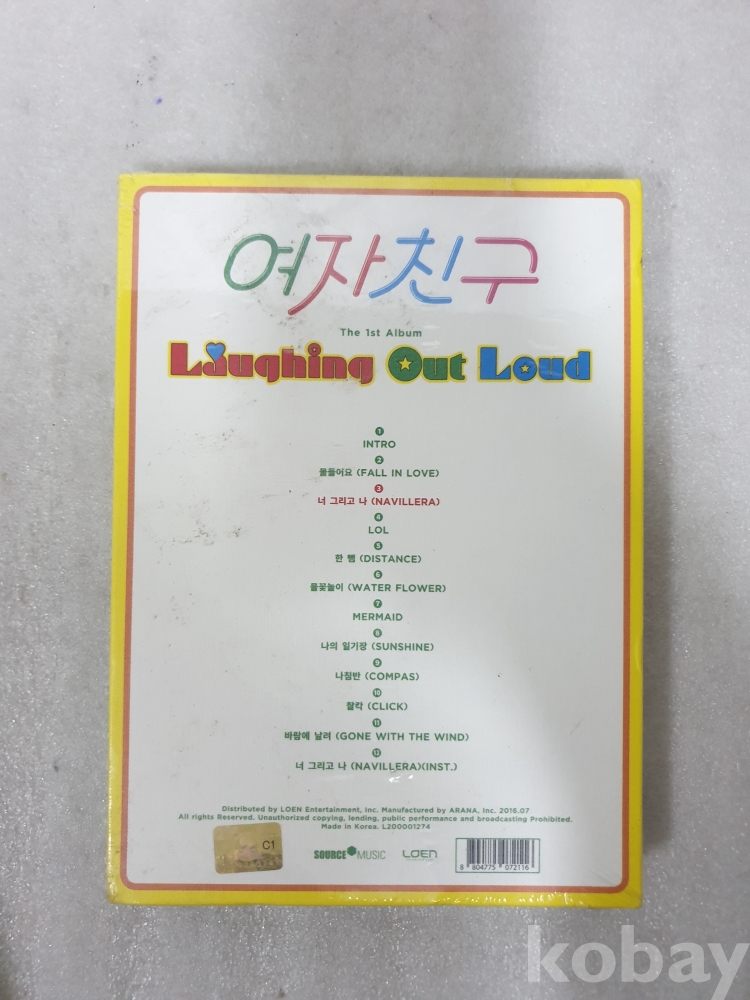 여자친구
The 1st Album
Laughing Out Loud
1
INTRO
2
물들어요 (FALL IN LOVE)
3
너 그리고 나 (NAVILLERA)
4
LOL
5
한 뼘 (DISTANCE)
6
물꽃놀이 (WATER FLOWER)
7
MERMAID
8
나의 일기장 (SUNSHINE)
9
나침반 (COMPAS)
10
찰칵 (CLICK)
11
바람에 날려 (GONE WITH THE WIND)
12
너 그리고 나 (NAVILLERA)(INST.)
Distributed by LOEN Entertainment, Inc. Manufactured by ARANA, Inc. 2016.07
All rights Reserved. Unauthorized copying, lending, public performance and broadcasting Prohibited.
Made in Korea. L200001274
C1
SOURCE MUSIC
LOEN
8 804775 072116
kobay